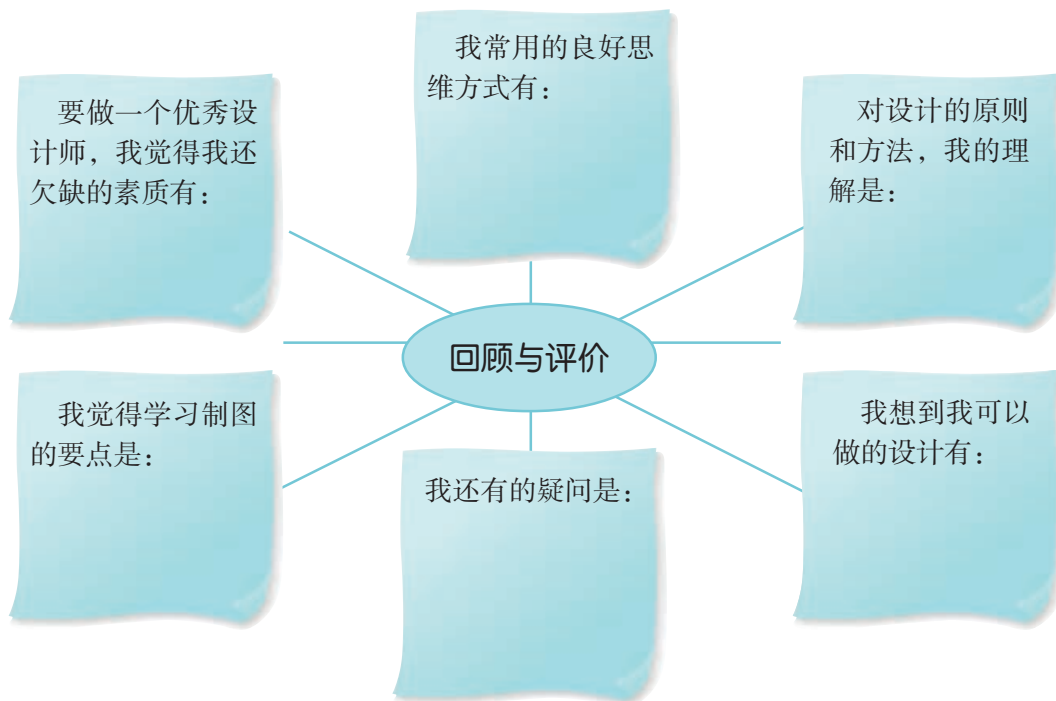 我常用的良好思
维方式有：
要做一个优秀设
计师，我觉得我还
欠缺的素质有：
对设计的原则
和方法，我的理
解是：
回顾与评价
我觉得学习制图
的要点是：
我还有的疑问是：
我想到我可以
做的设计有：